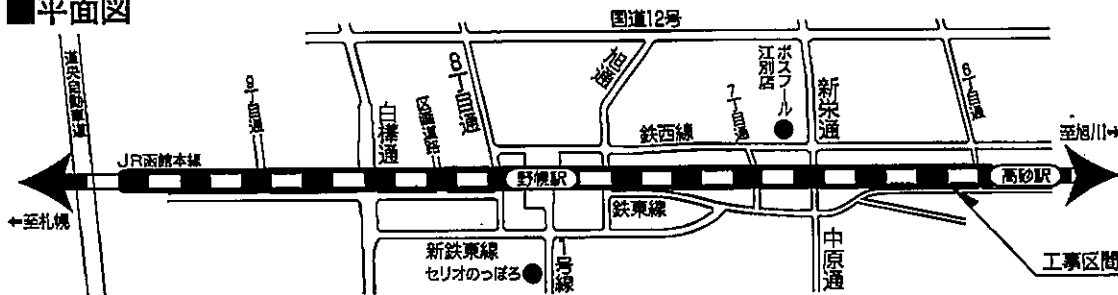 ■平面図
国道12号
道央自動車道
9丁目通
白樺通
区画道路
8丁目通
7丁目通
ポスフール
江別店
新栄通
6丁目通
鉄西線
至旭川→
JR函館本線
野幌駅
高砂駅
←至札幌
鉄東線
新鉄東線
セリオのっぽろ
1号線
中原通
工事区間